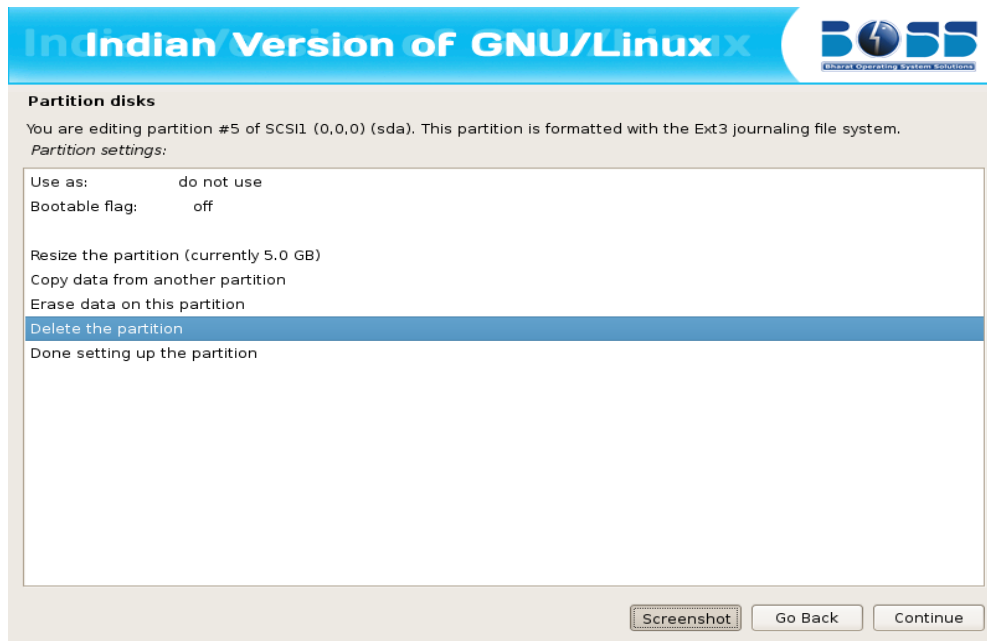 Indian Version of GNU/Linux
BOSS
Bharat Operating System Solutions
Partition disks
You are editing partition #5 of SCSI1 (0,0,0) (sda). This partition is formatted with the Ext3 journaling file system.
Partition settings:
Use as: do not use
Bootable flag: off
Resize the partition (currently 5.0 GB)
Copy data from another partition
Erase data on this partition
Delete the partition
Done setting up the partition
Screenshot Go Back Continue